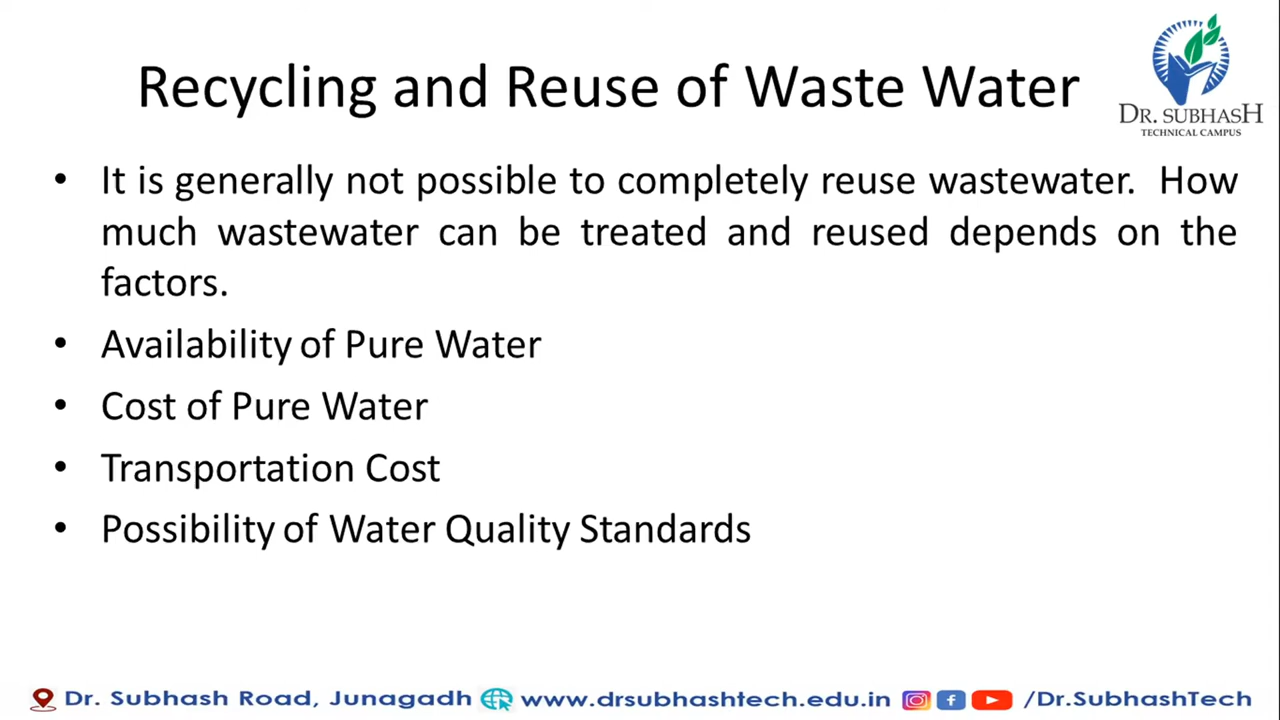 Recycling and Reuse of Waste Water
DR. SUBHASH
TECHNICAL CAMPUS
• It is generally not possible to completely reuse wastewater. How
much wastewater can be treated and reused depends on the
factors.
• Availability of Pure Water
• Cost of Pure Water
• Transportation Cost
• Possibility of Water Quality Standards
Dr. Subhash Road, Junagadh www.drsubhashtech.edu.in /Dr.SubhashTech